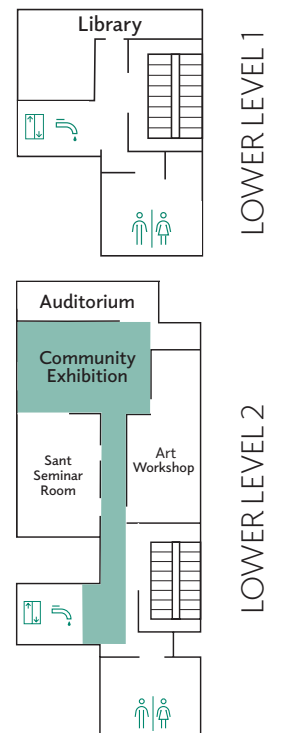 Library
LOWER LEVEL 1
Auditorium
Community
Exhibition
Sant
Seminar
Room
Art
Workshop
LOWER LEVEL 2